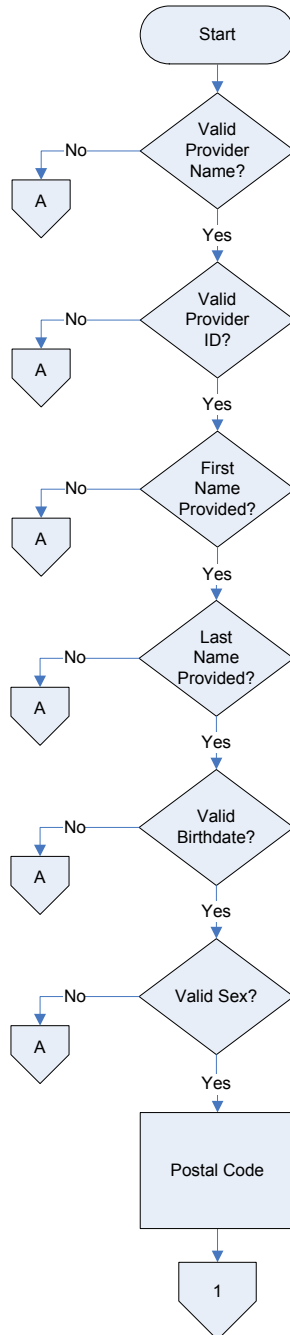 Start
Valid
Provider
Name?
No
A
Yes
Valid
Provider
ID?
No
A
Yes
First
Name
Provided?
No
A
Yes
Last
Name
Provided?
No
A
Yes
Valid
Birthdate?
No
A
Yes
Valid Sex?
No
A
Yes
Postal Code
1